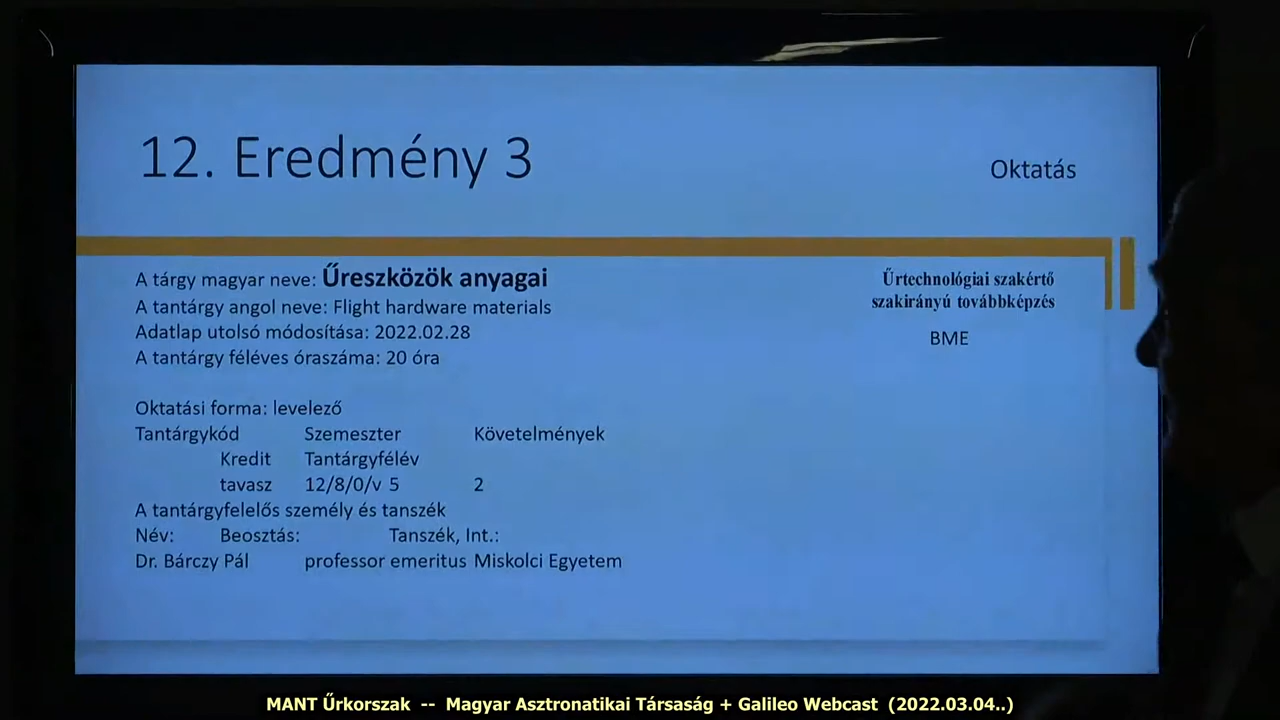 12. Eredmény 3
Oktatás
A tárgy magyar neve: Űreszközök anyagai
A tantárgy angol neve: Flight hardware materials
Adatlap utolsó módosítása: 2022.02.28
A tantárgy féléves óraszáma: 20 óra
Űrtechnológiai szakértő
szakirányú továbbképzés
BME
Oktatási forma: levelező
Tantárgykód Szemeszter Követelmények
Kredit Tantárgyfélév
tavasz 12/8/0/v 5 2
A tantárgyfelelős személy és tanszék
Név: Beosztás: Tanszék, Int.:
Dr. Bárczy Pál professor emeritus Miskolci Egyetem
MANT Űrkorszak -- Magyar Asztronatikai Társaság + Galileo Webcast (2022.03.04..)